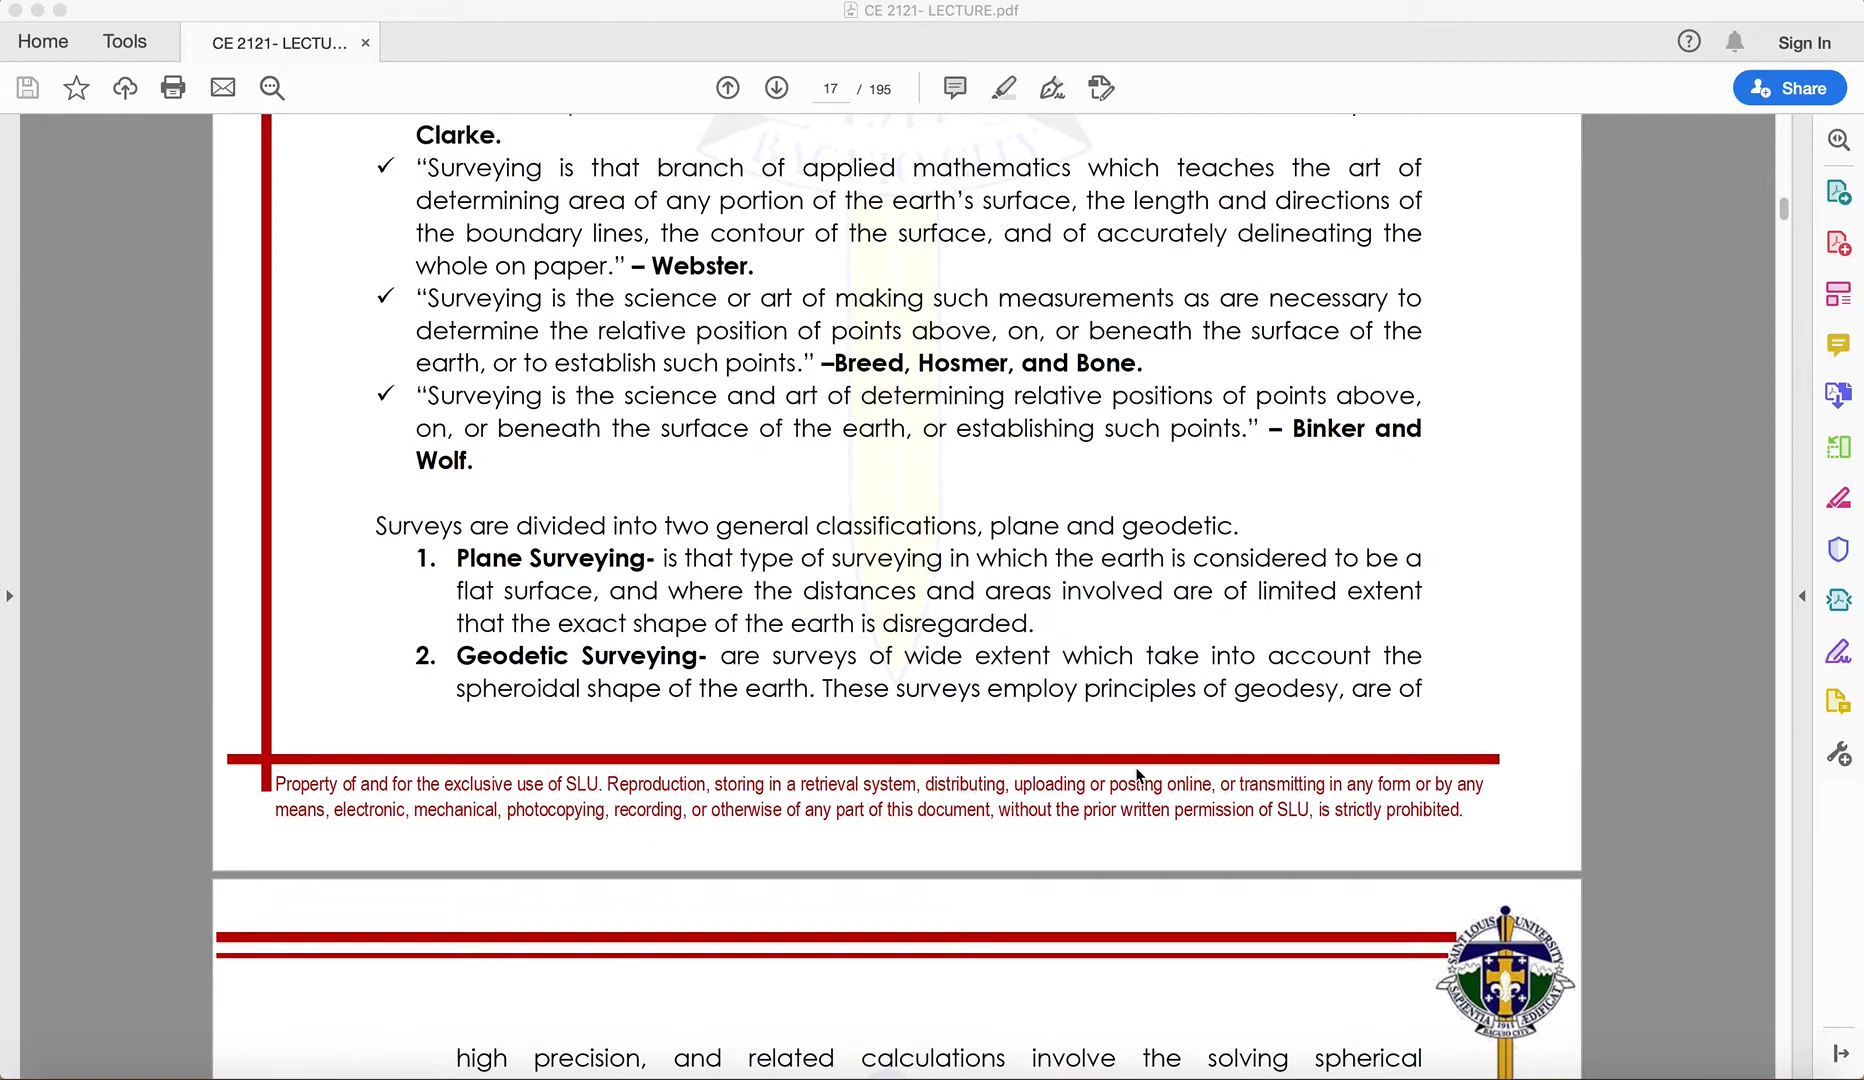 CE 2121- LECTURE.pdf
Home Tools CE 2121- LECTU... × Sign In
17 / 195 Share
Clarke.
✓ “Surveying is that branch of applied mathematics which teaches the art of
determining area of any portion of the earth’s surface, the length and directions of
the boundary lines, the contour of the surface, and of accurately delineating the
whole on paper.” – Webster.
✓ “Surveying is the science or art of making such measurements as are necessary to
determine the relative position of points above, on, or beneath the surface of the
earth, or to establish such points.” –Breed, Hosmer, and Bone.
✓ “Surveying is the science and art of determining relative positions of points above,
on, or beneath the surface of the earth, or establishing such points.” – Binker and
Wolf.
Surveys are divided into two general classifications, plane and geodetic.
1. Plane Surveying- is that type of surveying in which the earth is considered to be a
flat surface, and where the distances and areas involved are of limited extent
that the exact shape of the earth is disregarded.
2. Geodetic Surveying- are surveys of wide extent which take into account the
spheroidal shape of the earth. These surveys employ principles of geodesy, are of
Property of and for the exclusive use of SLU. Reproduction, storing in a retrieval system, distributing, uploading or posting online, or transmitting in any form or by any
means, electronic, mechanical, photocopying, recording, or otherwise of any part of this document, without the prior written permission of SLU, is strictly prohibited.
SAINT LOUIS UNIVERSITY
SAPIENTIA ÆDIFICAT
1911
BAGUIO CITY
high precision, and related calculations involve the solving spherical